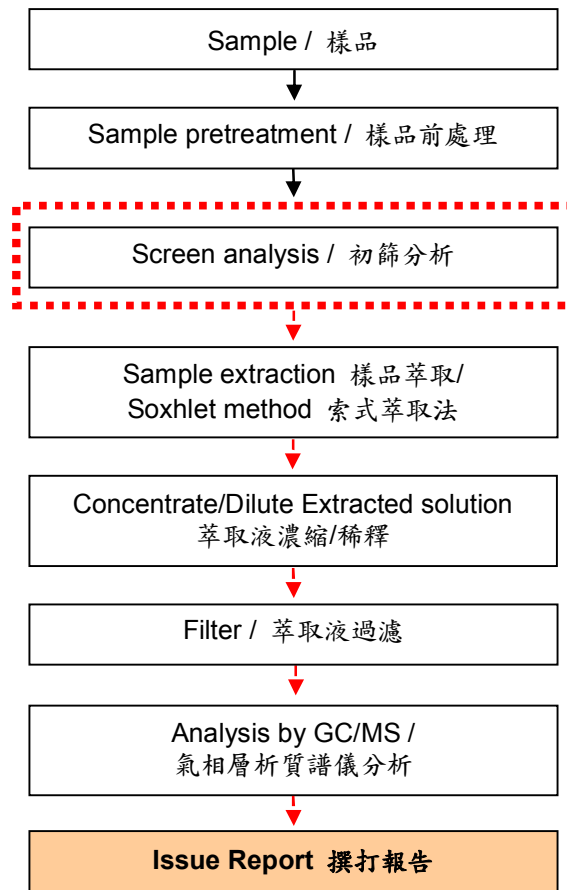 Sample / 樣品
Sample pretreatment / 樣品前處理
Screen analysis / 初篩分析
Sample extraction 樣品萃取/
Soxhlet method 索式萃取法
Concentrate/Dilute Extracted solution
萃取液濃縮/稀釋
Filter / 萃取液過濾
Analysis by GC/MS /
氣相層析質譜儀分析
Issue Report 撰打報告